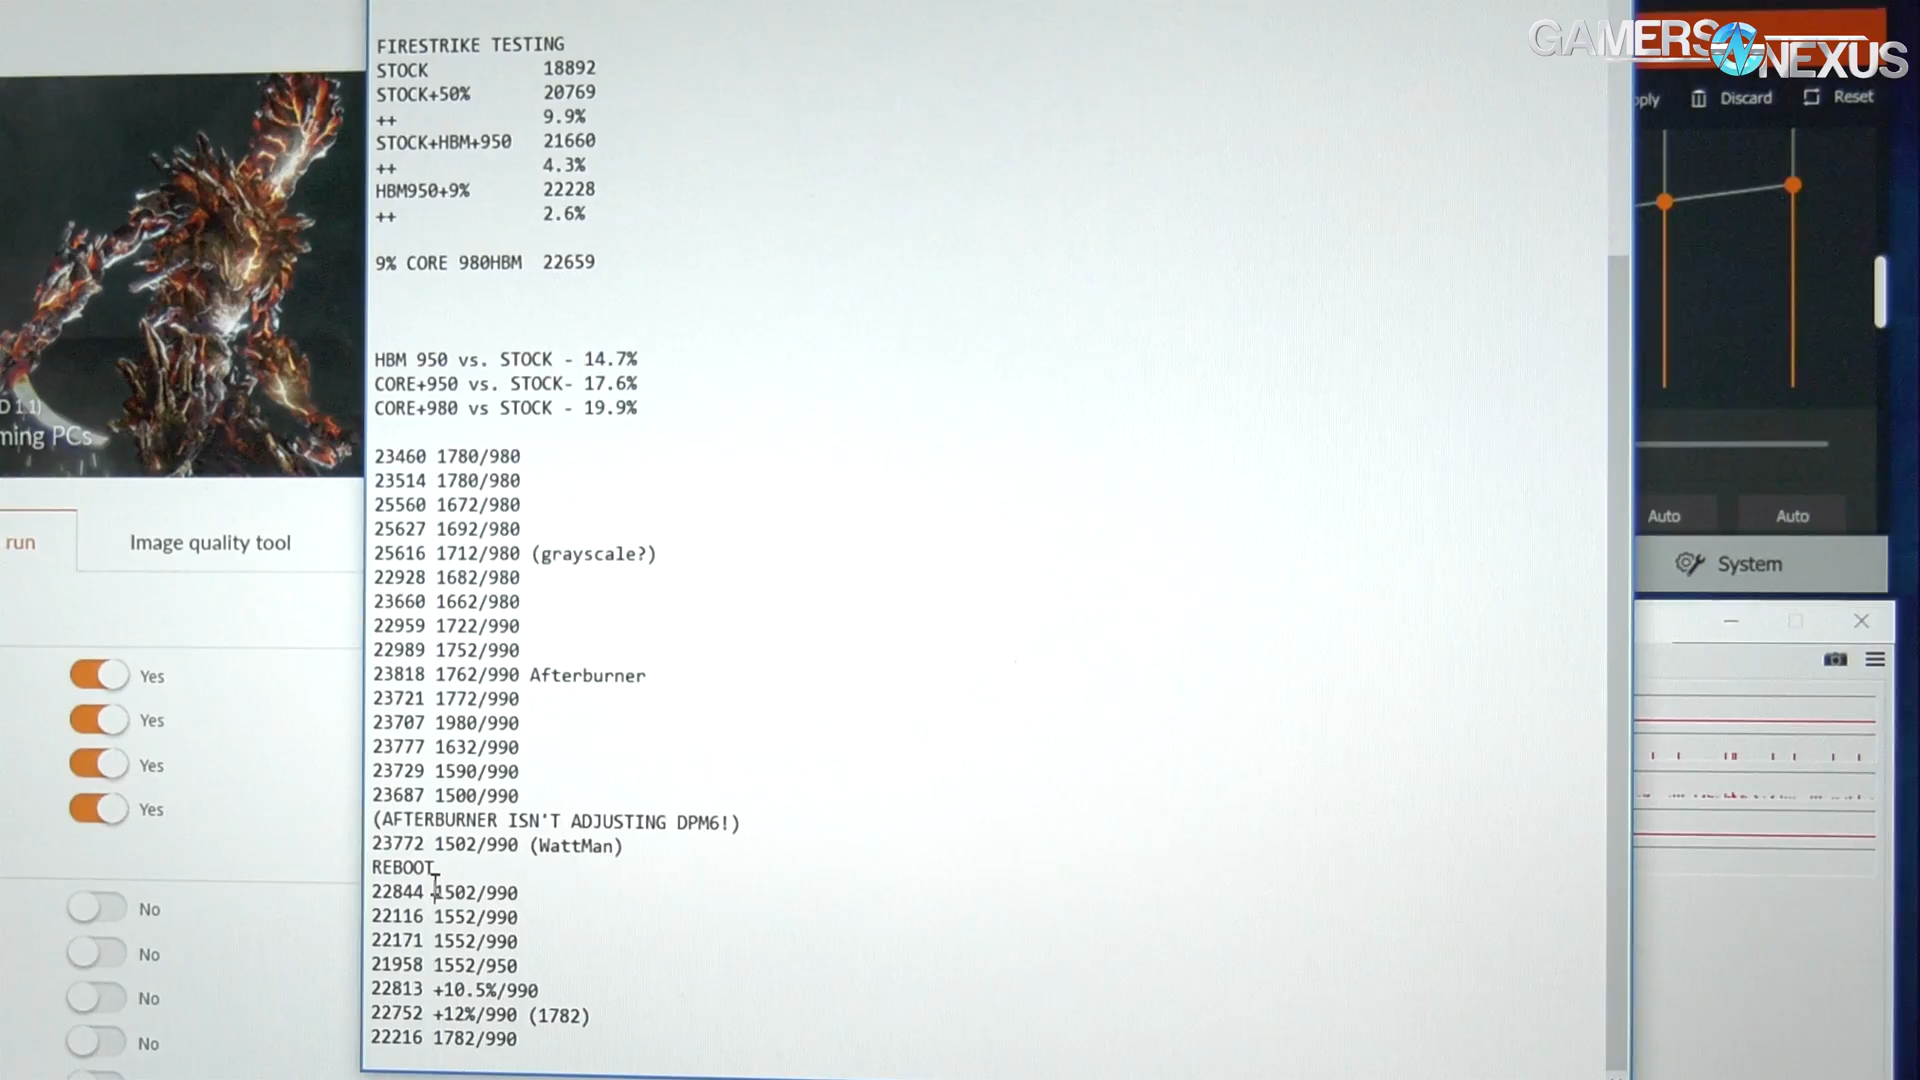 GAMERS NEXUS
FIRESTRIKE TESTING
STOCK 18892
STOCK+50% 20769
++ 9.9%
STOCK+HBM+950 21660
++ 4.3%
HBM950+9% 22228
++ 2.6%
9% CORE 980HBM 22659
HBM 950 vs. STOCK - 14.7%
CORE+950 vs. STOCK- 17.6%
CORE+980 vs STOCK - 19.9%
23460 1780/980
23514 1780/980
25560 1672/980
25627 1692/980
25616 1712/980 (grayscale?)
22928 1682/980
23660 1662/980
22959 1722/990
22989 1752/990
23818 1762/990 Afterburner
23721 1772/990
23707 1980/990
23777 1632/990
23729 1590/990
23687 1500/990
(AFTERBURNER ISN'T ADJUSTING DPM6!)
23772 1502/990 (WattMan)
REBOOT
22844 1502/990
22116 1552/990
22171 1552/990
21958 1552/950
22813 +10.5%/990
22752 +12%/990 (1782)
22216 1782/990
D 1.1)
ming PCs
run
Image quality tool
Yes
Yes
Yes
Yes
No
No
No
No
pply Discard Reset
Auto Auto
System